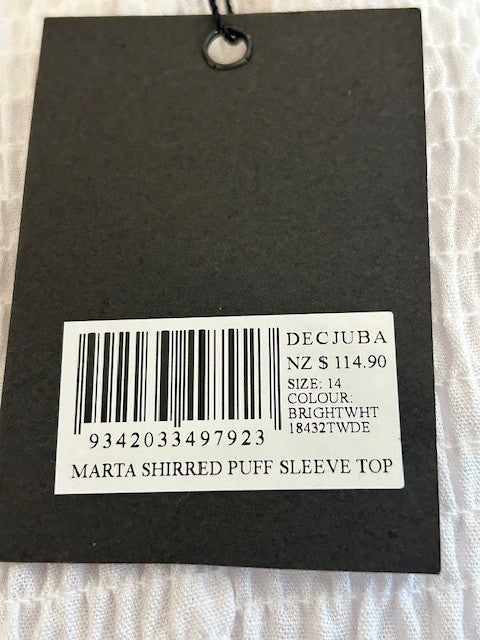 DECJUBA
NZ $ 114.90
SIZE: 14
COLOUR:
BRIGHTWHT
18432TWDE
9342033497923
MARTA SHIRRED PUFF SLEEVE TOP